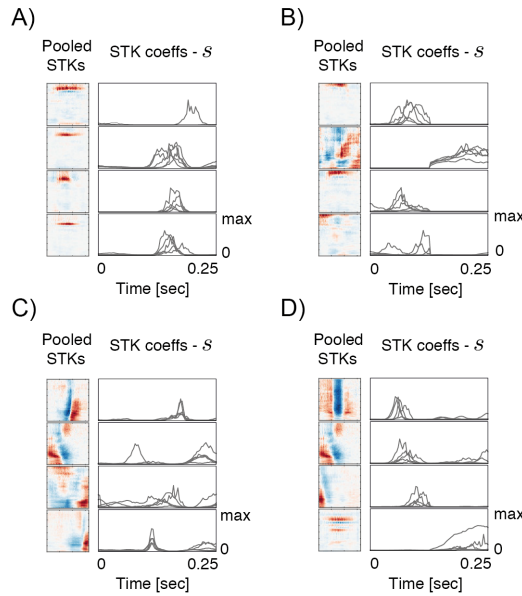 A)
Pooled STKs
STK coeffs - s
max
0
0
0.25
Time [sec]
B)
Pooled STKs
STK coeffs - s
max
0
0
0.25
Time [sec]
C)
Pooled STKs
STK coeffs - s
max
0
0
0.25
Time [sec]
D)
Pooled STKs
STK coeffs - s
max
0
0
0.25
Time [sec]